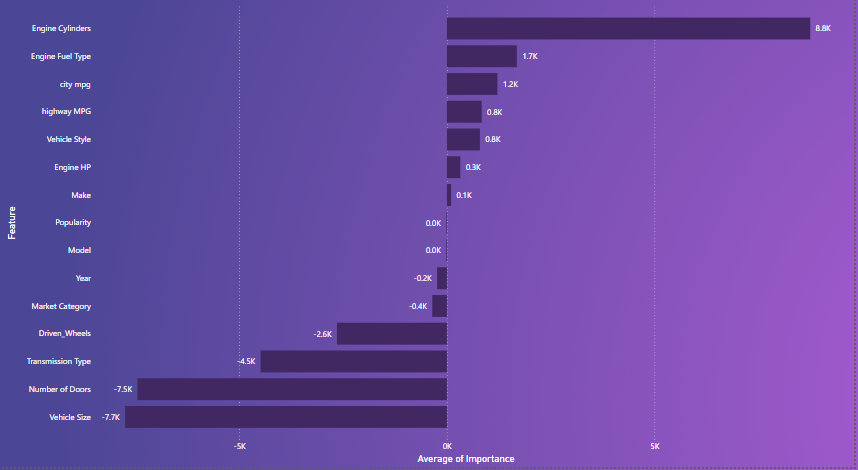 Feature
Engine Cylinders 8.8K
Engine Fuel Type 1.7K
city mpg 1.2K
highway MPG 0.8K
Vehicle Style 0.8K
Engine HP 0.3K
Make 0.1K
Popularity 0.0K
Model 0.0K
Year -0.2K
Market Category -0.4K
Driven_Wheels -2.6K
Transmission Type -4.5K
Number of Doors -7.5K
Vehicle Size -7.7K
-5K 0K 5K
Average of Importance